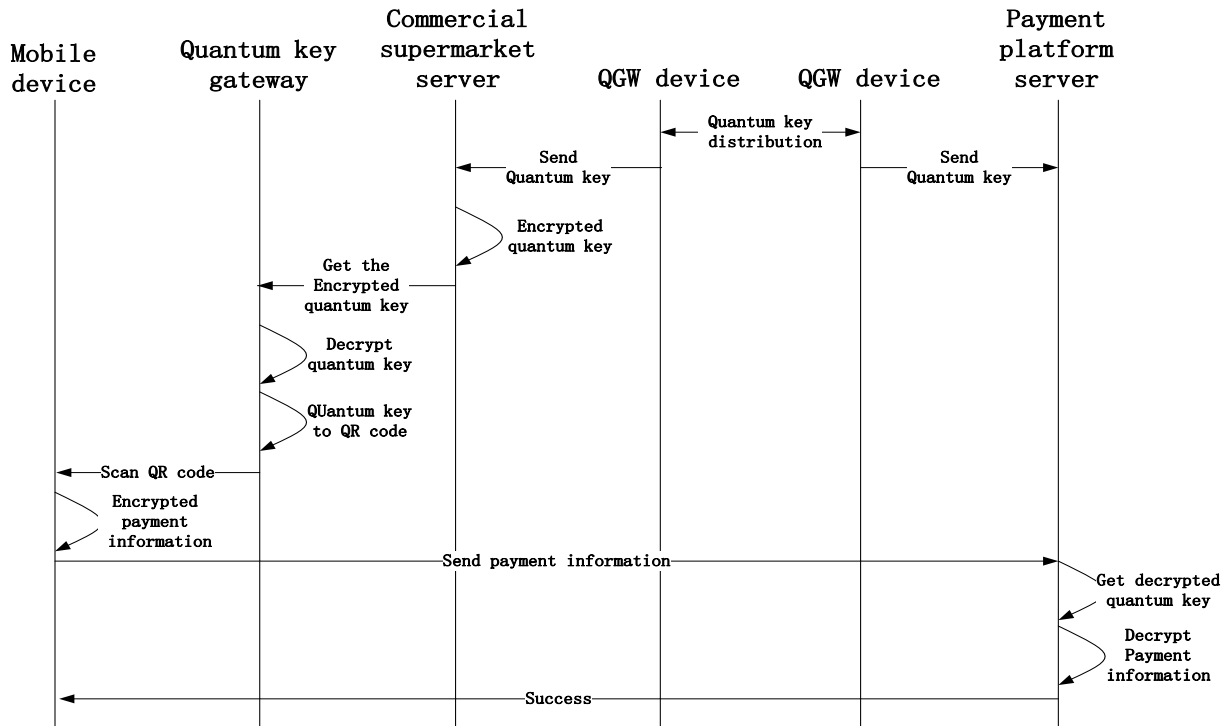 Mobile
device
Quantum key
gateway
Commercial
supermarket
server
QGW device
QGW device
Payment
platform
server
Quantum key
distribution
Send
Quantum key
Send
Quantum key
Encrypted
quantum key
Get the
Encrypted
quantum key
Decrypt
quantum key
QUantum key
to QR code
Scan QR code
Encrypted
payment
information
Send payment information
Get decrypted
quantum key
Decrypt
Payment
information
Success